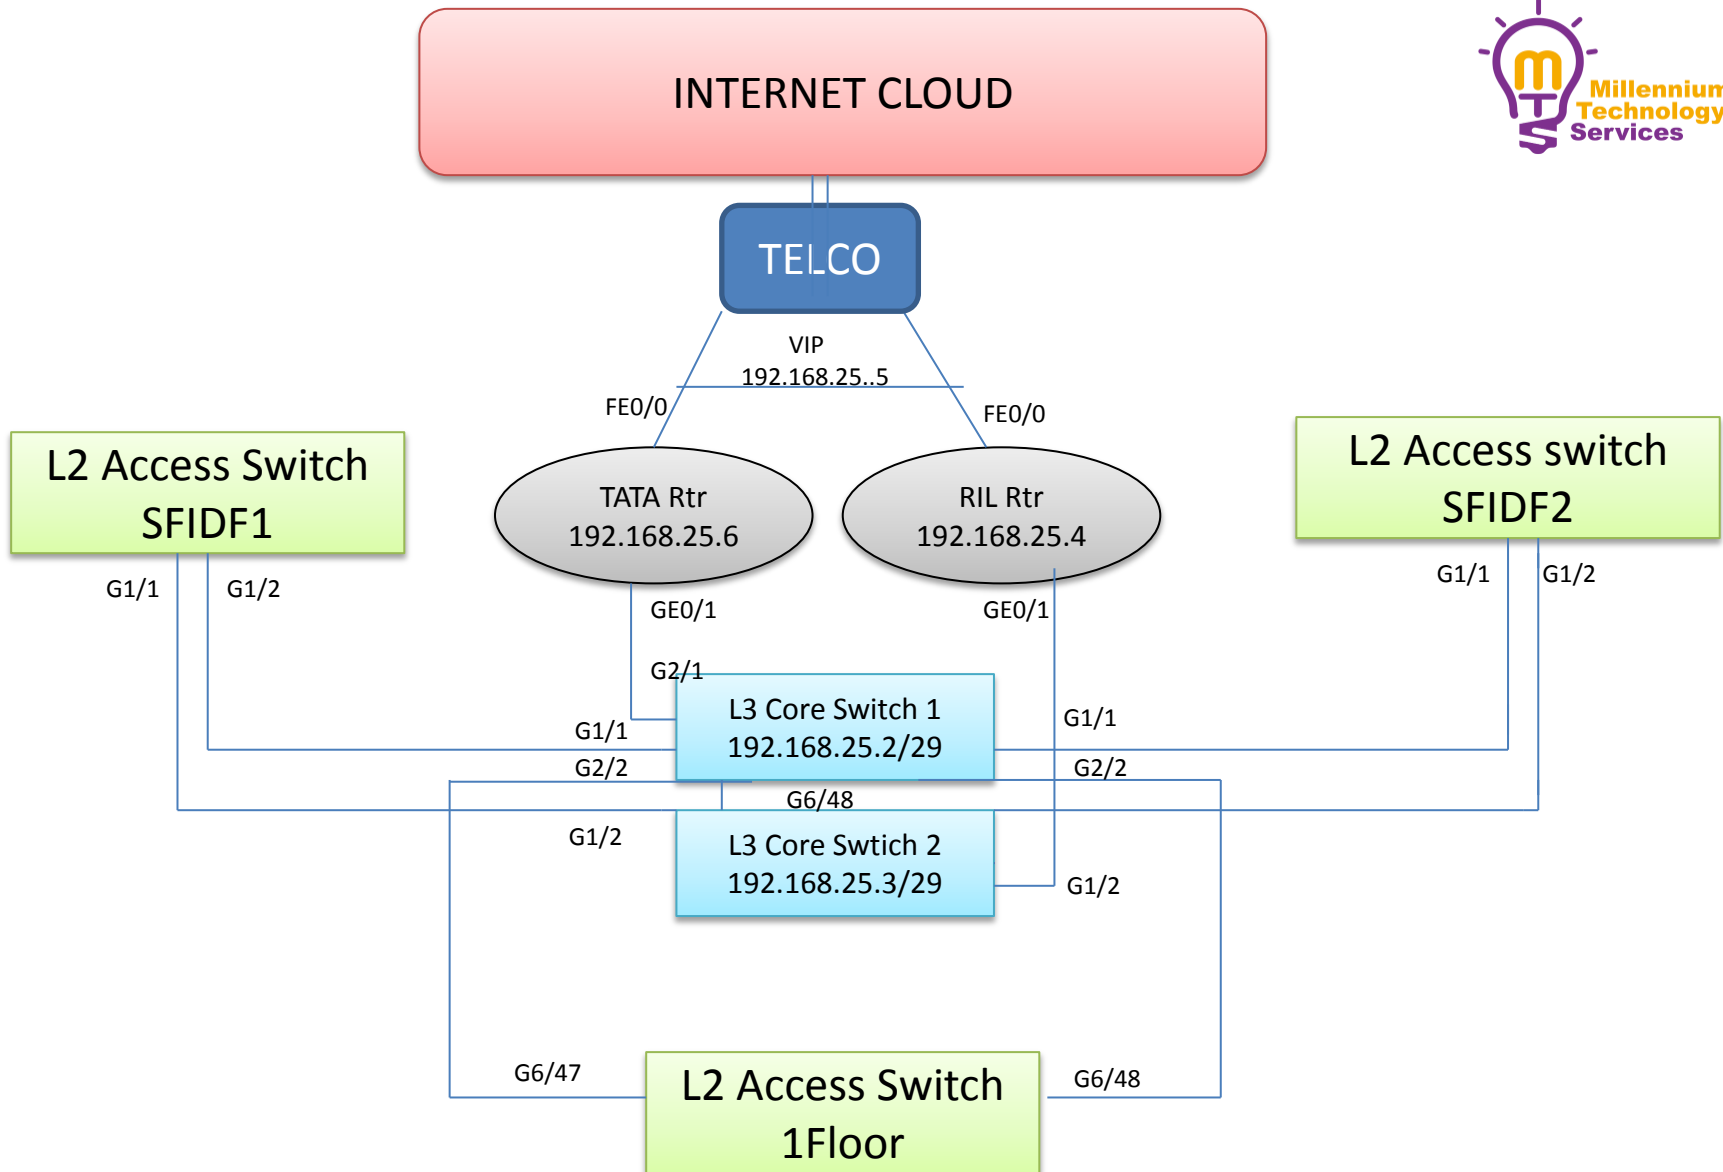 INTERNET CLOUD
Millennium
Technology
Services
TELCO
VIP
192.168.25..5
FE0/0
FE0/0
L2 Access Switch
SFIDF1
TATA Rtr
192.168.25.6
RIL Rtr
192.168.25.4
L2 Access switch
SFIDF2
G1/1
G1/2
GE0/1
GE0/1
G1/1
G1/2
G2/1
L3 Core Switch 1
192.168.25.2/29
G1/1
G1/1
G2/2
G2/2
G6/48
G1/2
L3 Core Swtich 2
192.168.25.3/29
G1/2
G6/47
G6/48
L2 Access Switch
1Floor